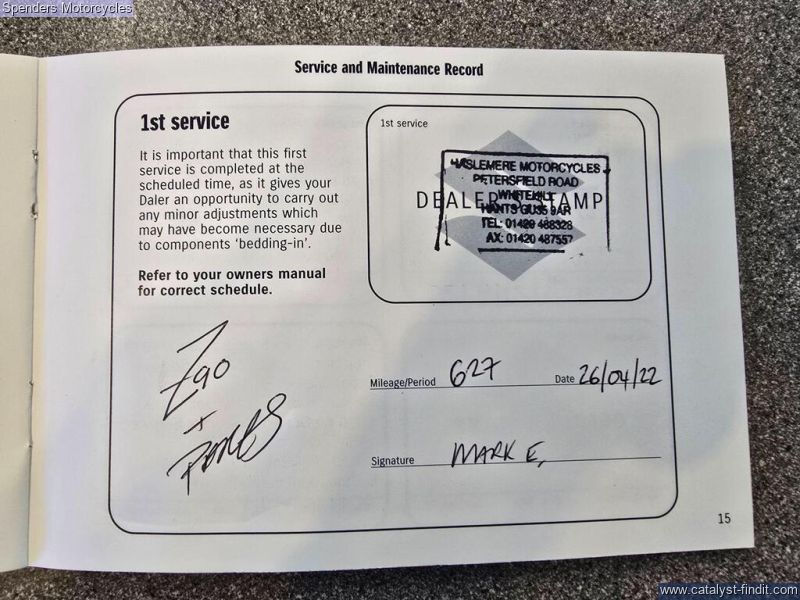 Spenders Motorcycles
Service and Maintenance Record
1st service
It is important that this first
service is completed at the
scheduled time, as it gives your
Daler an opportunity to carry out
any minor adjustments which
may have become necessary due
to components ‘bedding-in’.
Refer to your owners manual
for correct schedule.
1st service
DEALER STAMP
HASLEMERE MOTORCYCLES
PETERSFIELD ROAD
WHITEHILL
HANTS GU35 9AR
TEL: 01420 488328
AX: 01420 487557
Mileage/Period 627 Date 26/04/22
Signature MARK E,
15
www.catalyst-findit.com